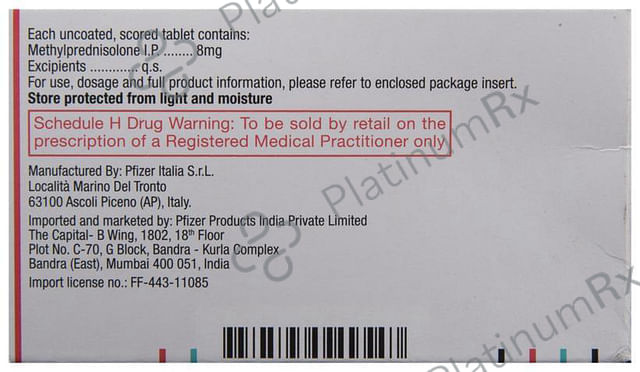 Each uncoated, scored tablet contains:
Methylprednisolone I.P. ........ 8mg
Excipients ............. q.s.
For use, dosage and full product information, please refer to enclosed package insert.
Store protected from light and moisture
Schedule H Drug Warning: To be sold by retail on the
prescription of a Registered Medical Practitioner only
Manufactured By: Pfizer Italia S.r.L.
Località Marino Del Tronto
63100 Ascoli Piceno (AP), Italy.
Imported and marketed by: Pfizer Products India Private Limited
The Capital- B Wing, 1802, 18th Floor
Plot No. C-70, G Block, Bandra - Kurla Complex
Bandra (East), Mumbai 400 051, India
Import license no.: FF-443-11085
PlatinumRx
PlatinumRx
PlatinumRx
PlatinumRx